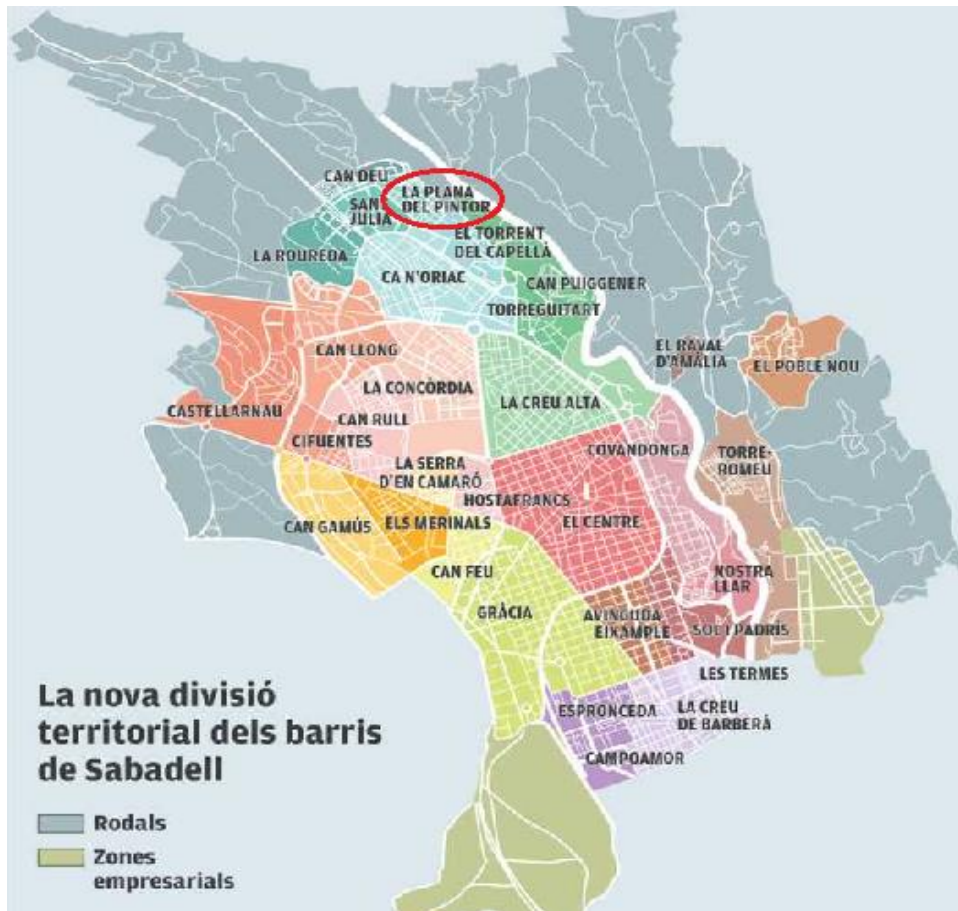 CAN DEU
LA PLANA
DEL PINTOR
SANT
JULIA
EL TORRENT
DEL CAPELLÀ
LA ROUREDA
CA N'ORIAC
CAN PUIGGENER
TORREGUITART
EL RAVAL
D'AMÀLIA
EL POBLE NOU
CAN LLONG
LA CONCÒRDIA
LA CREU ALTA
CASTELLARNAU
CAN RULL
CIFUENTES
COVANDONGA
TORRE-
ROMEU
LA SERRA
D'EN CAMARÓ
HOSTAFRANCS
CAN GAMÚS
ELS MERINALS
EL CENTRE
CAN FEU
NOSTRA
LLAR
GRÀCIA
AVINGUDA
EIXAMPLE
SOL I PADRÍS
LES TERMES
ESPRONCEDA
LA CREU
DE BARBERÀ
CAMPOAMOR
La nova divisió
territorial dels barris
de Sabadell
Rodals
Zones
empresarials